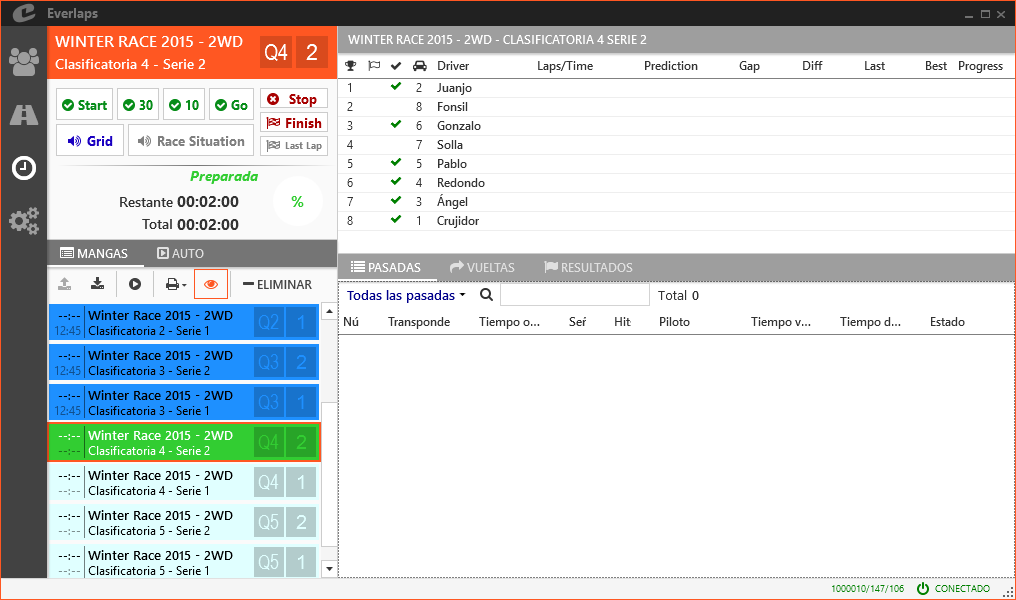 Everlaps
WINTER RACE 2015 - 2WD Q4 2
Clasificatoria 4 - Serie 2
Start 30 10 Go Stop
Finish
Grid Race Situation Last Lap
Preparada
Restante 00:02:00 %
Total 00:02:00
MANGAS AUTO
ELIMINAR
--:-- Winter Race 2015 - 2WD Q2 1
12:45 Clasificatoria 2 - Serie 1
--:-- Winter Race 2015 - 2WD Q3 2
12:45 Clasificatoria 3 - Serie 2
--:-- Winter Race 2015 - 2WD Q3 1
12:45 Clasificatoria 3 - Serie 1
--:-- Winter Race 2015 - 2WD Q4 2
--:-- Clasificatoria 4 - Serie 2
--:-- Winter Race 2015 - 2WD Q4 1
--:-- Clasificatoria 4 - Serie 1
--:-- Winter Race 2015 - 2WD Q5 2
--:-- Clasificatoria 5 - Serie 2
--:-- Winter Race 2015 - 2WD Q5 1
--:-- Clasificatoria 5 - Serie 1
WINTER RACE 2015 - 2WD - CLASIFICATORIA 4 SERIE 2
Driver Laps/Time Prediction Gap Diff Last Best Progress
1 2 Juanjo
2 8 Fonsil
3 6 Gonzalo
4 7 Solla
5 5 Pablo
6 4 Redondo
7 3 Ángel
8 1 Crujidor
PASADAS VUELTAS RESULTADOS
Todas las pasadas Total 0
Nú Transponde Tiempo o... Señ Hit Piloto Tiempo v... Tiempo d... Estado
1000010/147/106 CONECTADO